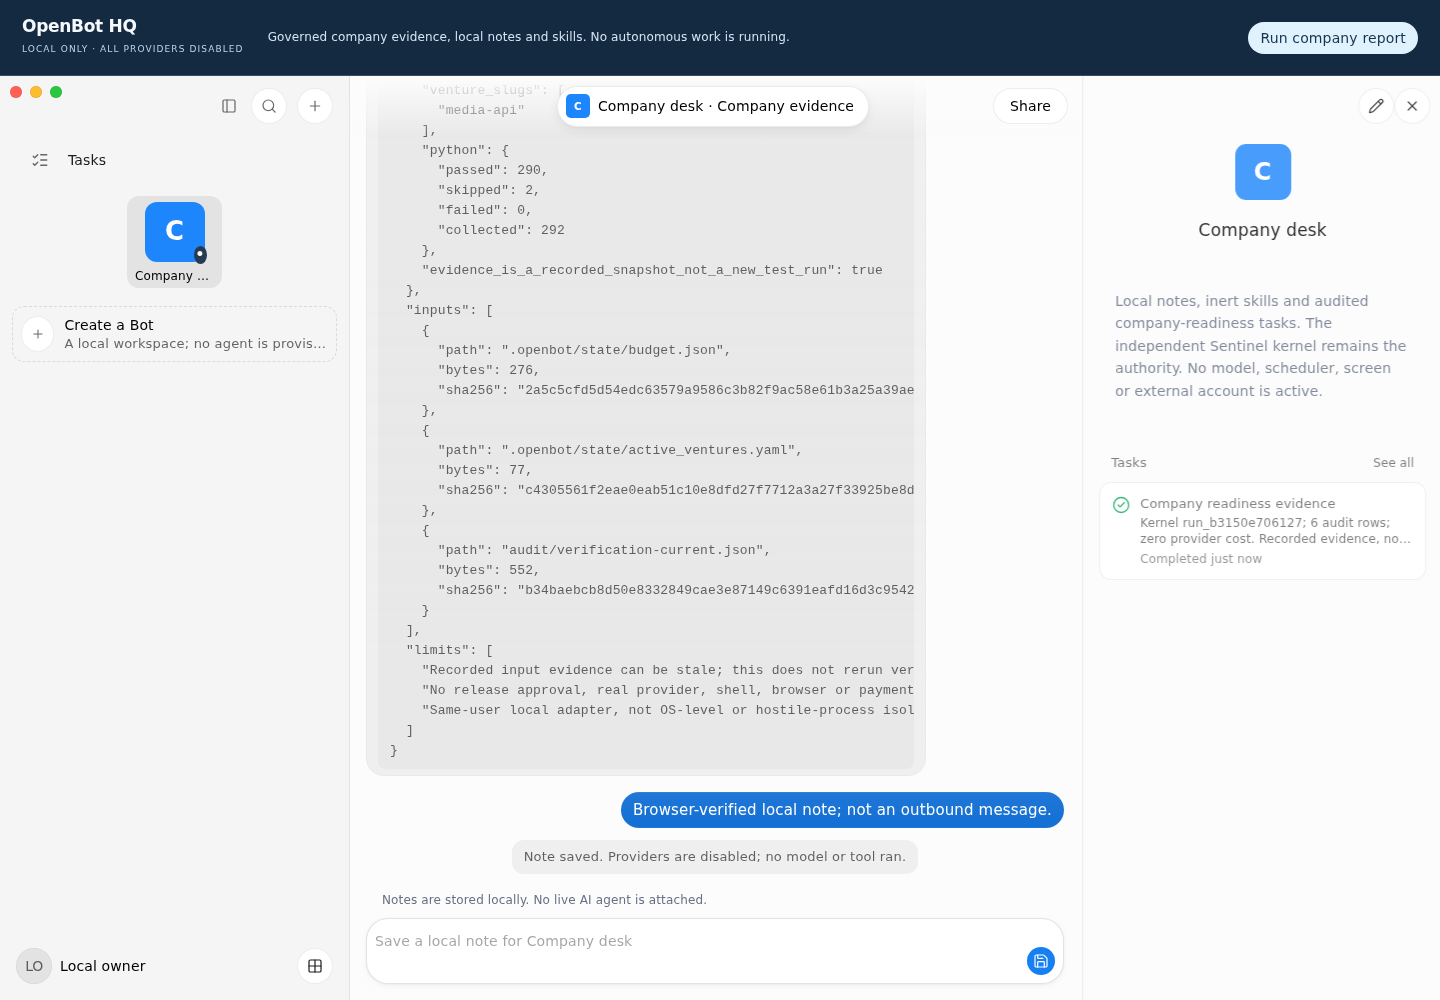 OpenBot HQ
LOCAL ONLY · ALL PROVIDERS DISABLED
Governed company evidence, local notes and skills. No autonomous work is running.
Run company report
Tasks
C
Company ...
Create a Bot
A local workspace; no agent is provis...
LO
Local owner
C
Company desk · Company evidence
Share
"venture_slugs": [
"media-api"
],
"python": {
"passed": 290,
"skipped": 2,
"failed": 0,
"collected": 292
},
"evidence_is_a_recorded_snapshot_not_a_new_test_run": true
},
"inputs": [
{
"path": ".openbot/state/budget.json",
"bytes": 276,
"sha256": "2a5c5cfd5d54edc63579a9586c3b82f9ac58e61b3a25a39ae
},
{
"path": ".openbot/state/active_ventures.yaml",
"bytes": 77,
"sha256": "c4305561f2eae0eab51c10e8dfd27f7712a3a27f33925be8d
},
{
"path": "audit/verification-current.json",
"bytes": 552,
"sha256": "b34baebcb8d50e8332849cae3e87149c6391eafd16d3c9542
}
],
"limits": [
"Recorded input evidence can be stale; this does not rerun ver
"No release approval, real provider, shell, browser or payment
"Same-user local adapter, not OS-level or hostile-process isol
]
}
Browser-verified local note; not an outbound message.
Note saved. Providers are disabled; no model or tool ran.
Notes are stored locally. No live AI agent is attached.
Save a local note for Company desk
C
Company desk
Local notes, inert skills and audited
company-readiness tasks. The
independent Sentinel kernel remains the
authority. No model, scheduler, screen
or external account is active.
Tasks
See all
Company readiness evidence
Kernel run_b3150e706127; 6 audit rows;
zero provider cost. Recorded evidence, no...
Completed just now